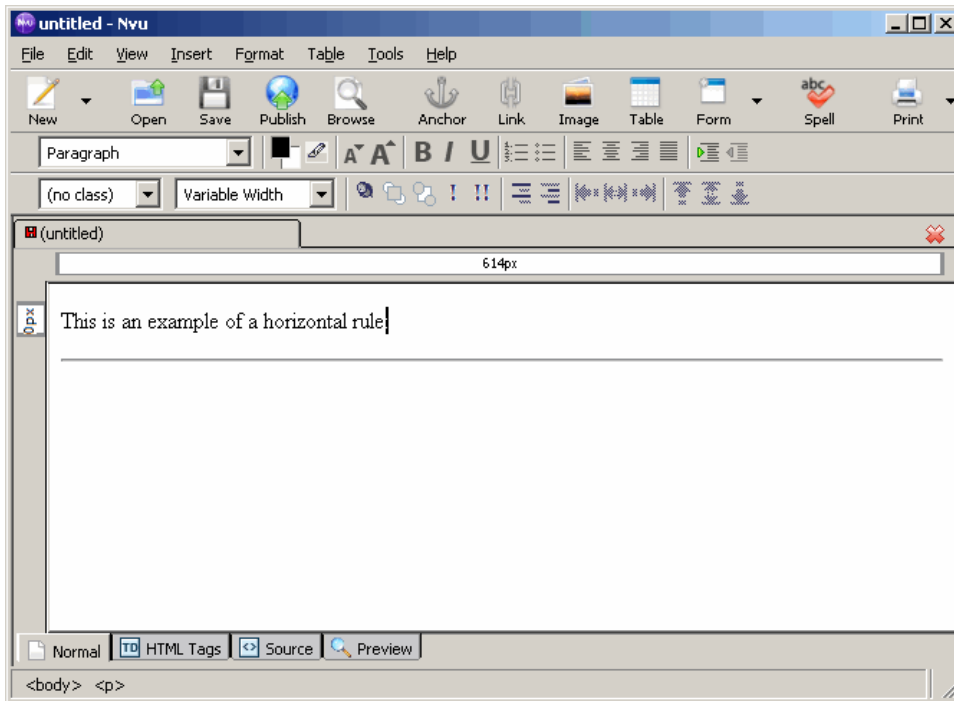 untitled - Nvu
File Edit View Insert Format Table Tools Help
New Open Save Publish Browse Anchor Link Image Table Form Spell Print
Paragraph
(no class) Variable Width
(untitled)
614px
0px
This is an example of a horizontal rule.
Normal HTML Tags Source Preview
<body> <p>